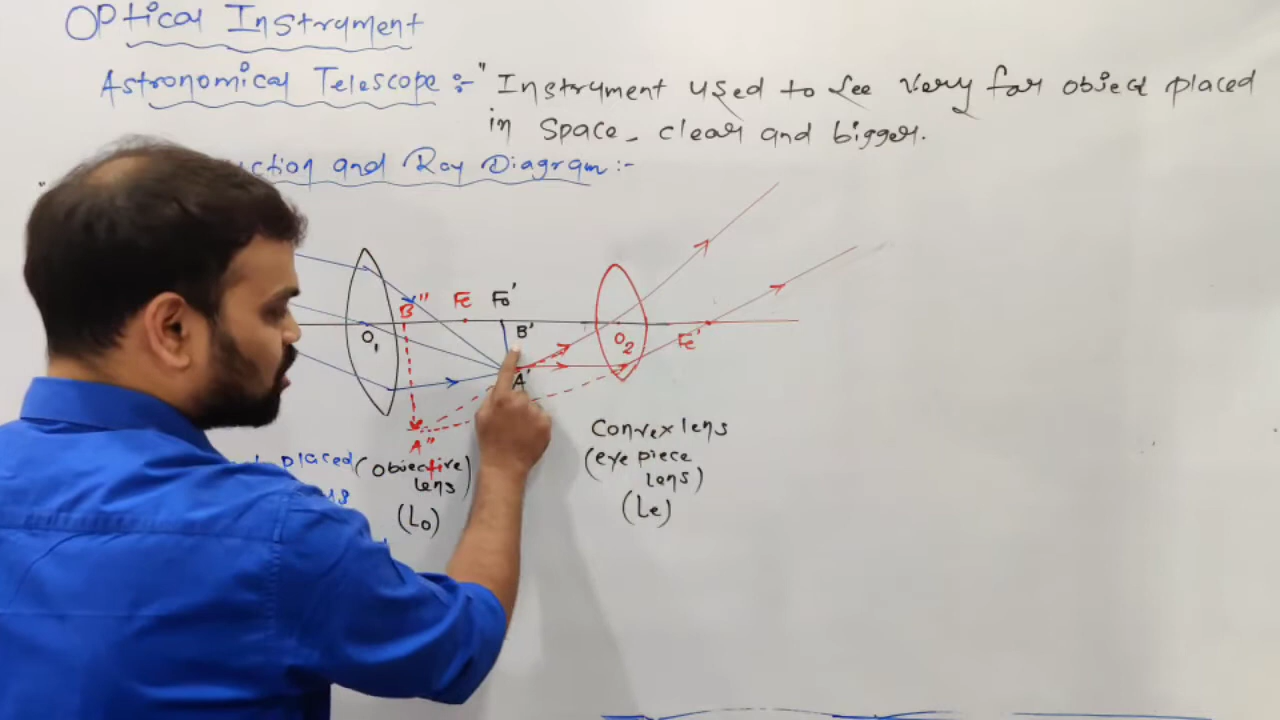 Optical Instrument
Astronomical Telescope :- "Instrument used to see very far object placed
in space clear and bigger.
and Ray Diagram :-
"
B" Fe Fo'
O1 B' O2 Fe'
A'
A"
placed (Objective lens) (Lo)
Convex lens
(eye piece
lens)
(Le)